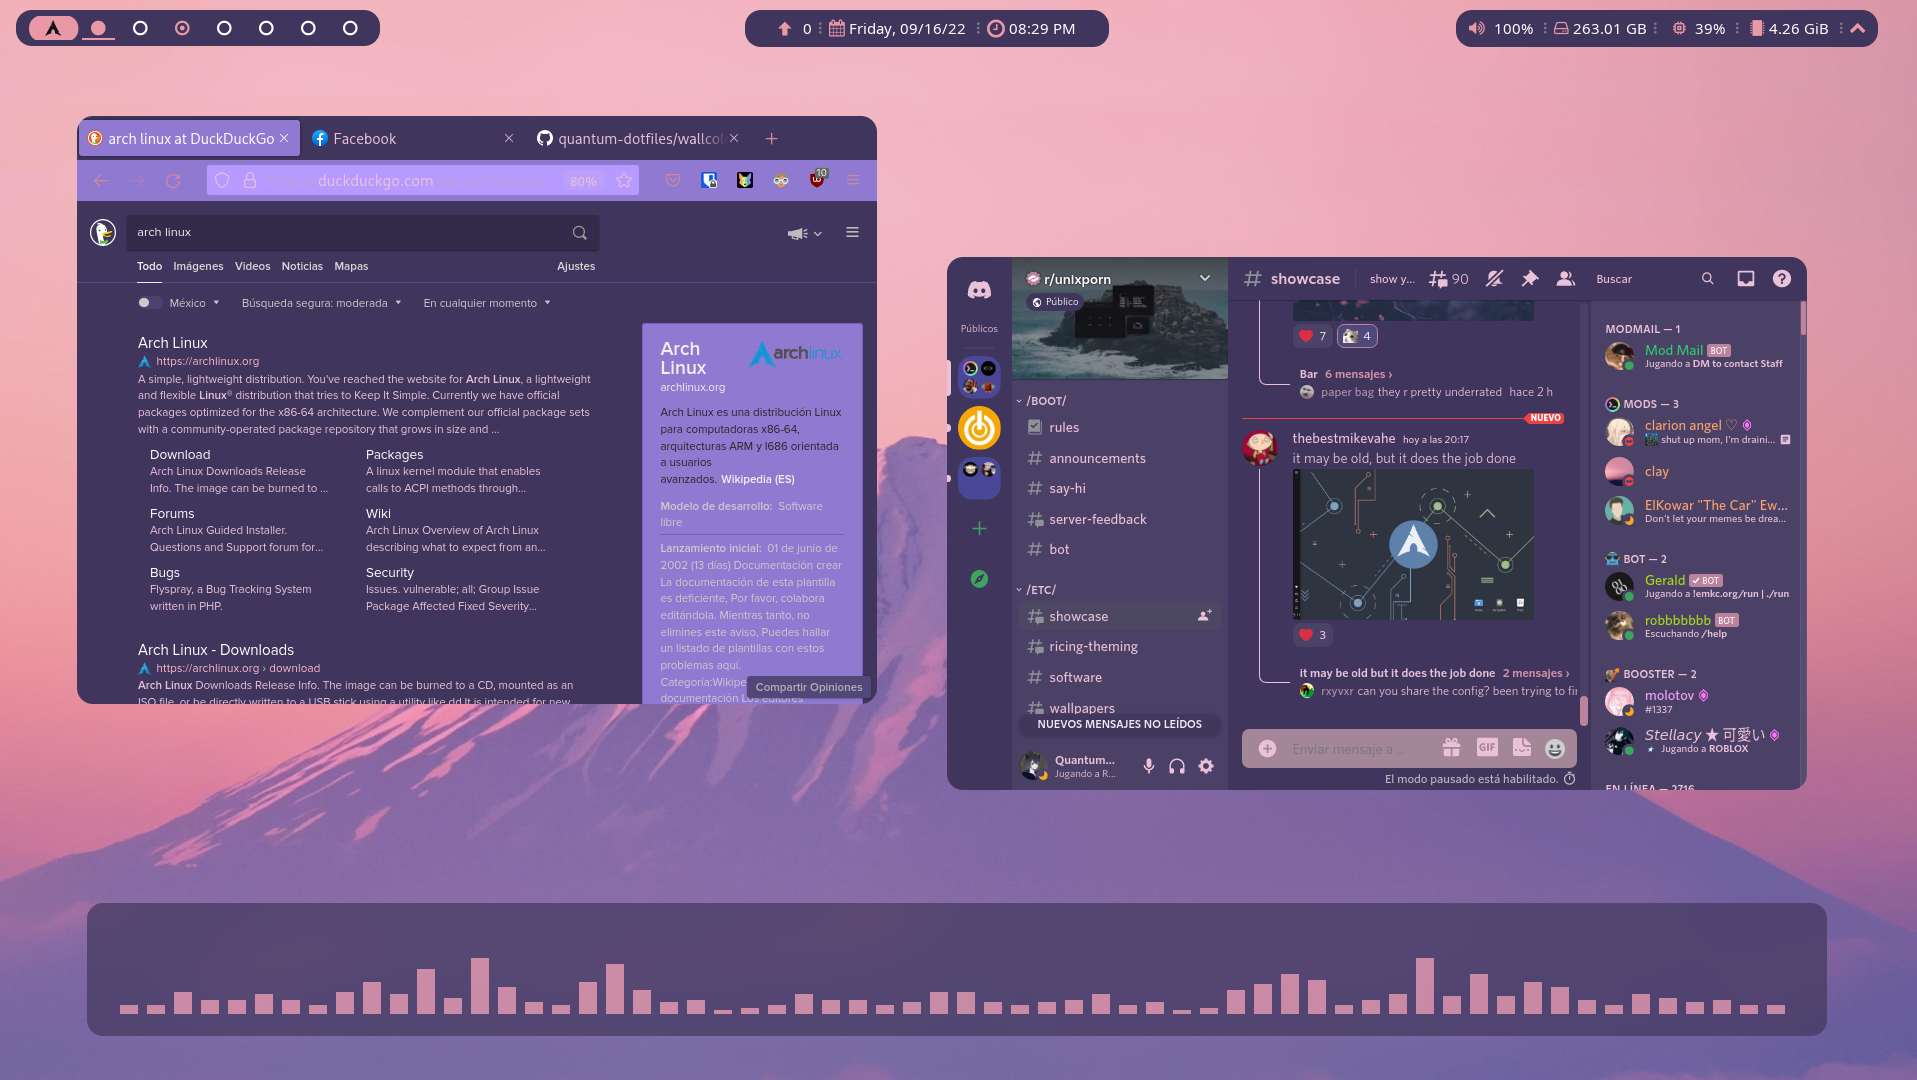 0
Friday, 09/16/22
08:29 PM
100%
263.01 GB
39%
4.26 GiB
arch linux at DuckDuckGo
Facebook
quantum-dotfiles/wallcol
duckduckgo.com
80%
10
arch linux
Todo
Imágenes
Videos
Noticias
Mapas
Ajustes
México
Búsqueda segura: moderada
En cualquier momento
Arch Linux
https://archlinux.org
A simple, lightweight distribution. You've reached the website for Arch Linux, a lightweight
and flexible Linux® distribution that tries to Keep It Simple. Currently we have official
packages optimized for the x86-64 architecture. We complement our official package sets
with a community-operated package repository that grows in size and ...
Download
Arch Linux Downloads Release
Info. The image can be burned to ...
Packages
A linux kernel module that enables
calls to ACPI methods through...
Forums
Arch Linux Guided Installer.
Questions and Support forum for...
Wiki
Arch Linux Overview of Arch Linux
describing what to expect from an...
Bugs
Flyspray, a Bug Tracking System
written in PHP.
Security
Issues. vulnerable; all; Group Issue
Package Affected Fixed Severity...
Arch Linux - Downloads
https://archlinux.org › download
Arch Linux Downloads Release Info. The image can be burned to a CD, mounted as an
ISO file, or be directly written to a USB stick using a utility like dd.It is intended for new
Arch
Linux
archlinux
archlinux.org
Arch Linux es una distribución Linux
para computadoras x86-64,
arquitecturas ARM y I686 orientada
a usuarios
avanzados. Wikipedia (ES)
Modelo de desarrollo: Software
libre
Lanzamiento inicial: 01 de junio de
2002 (13 días) Documentación crear
La documentación de esta plantilla
es deficiente, Por favor, colabora
editándola. Mientras tanto, no
elimines este aviso, Puedes hallar
un listado de plantillas con estos
problemas aquí.
Categoría:Wikipe
documentación Los editores
Compartir Opiniones
Públicos
r/unixporn
Público
/BOOT/
rules
announcements
say-hi
server-feedback
bot
/ETC/
showcase
ricing-theming
software
wallpapers
NUEVOS MENSAJES NO LEÍDOS
Quantum...
Jugando a R...
showcase
show y...
90
Buscar
7
4
Bar 6 mensajes ›
paper bag they r pretty underrated hace 2 h
NUEVO
thebestmikevahe hoy a las 20:17
it may be old, but it does the job done
3
it may be old but it does the job done 2 mensajes ›
rxyvxr can you share the config? been trying to fi
Enviar mensaje a ...
GIF
El modo pausado está habilitado.
MODMAIL — 1
Mod Mail BOT
Jugando a DM to contact Staff
MODS — 3
clarion angel ♡
shut up mom, I'm draini...
clay
ElKowar "The Car" Ew...
Don't let your memes be drea...
BOT — 2
Gerald ✓ BOT
Jugando a !emkc.org/run | ./run
robbbbbbb BOT
Escuchando /help
BOOSTER — 2
molotov
#1337
Stellacy ★ 可愛い
Jugando a ROBLOX
EN LÍNEA — 2716